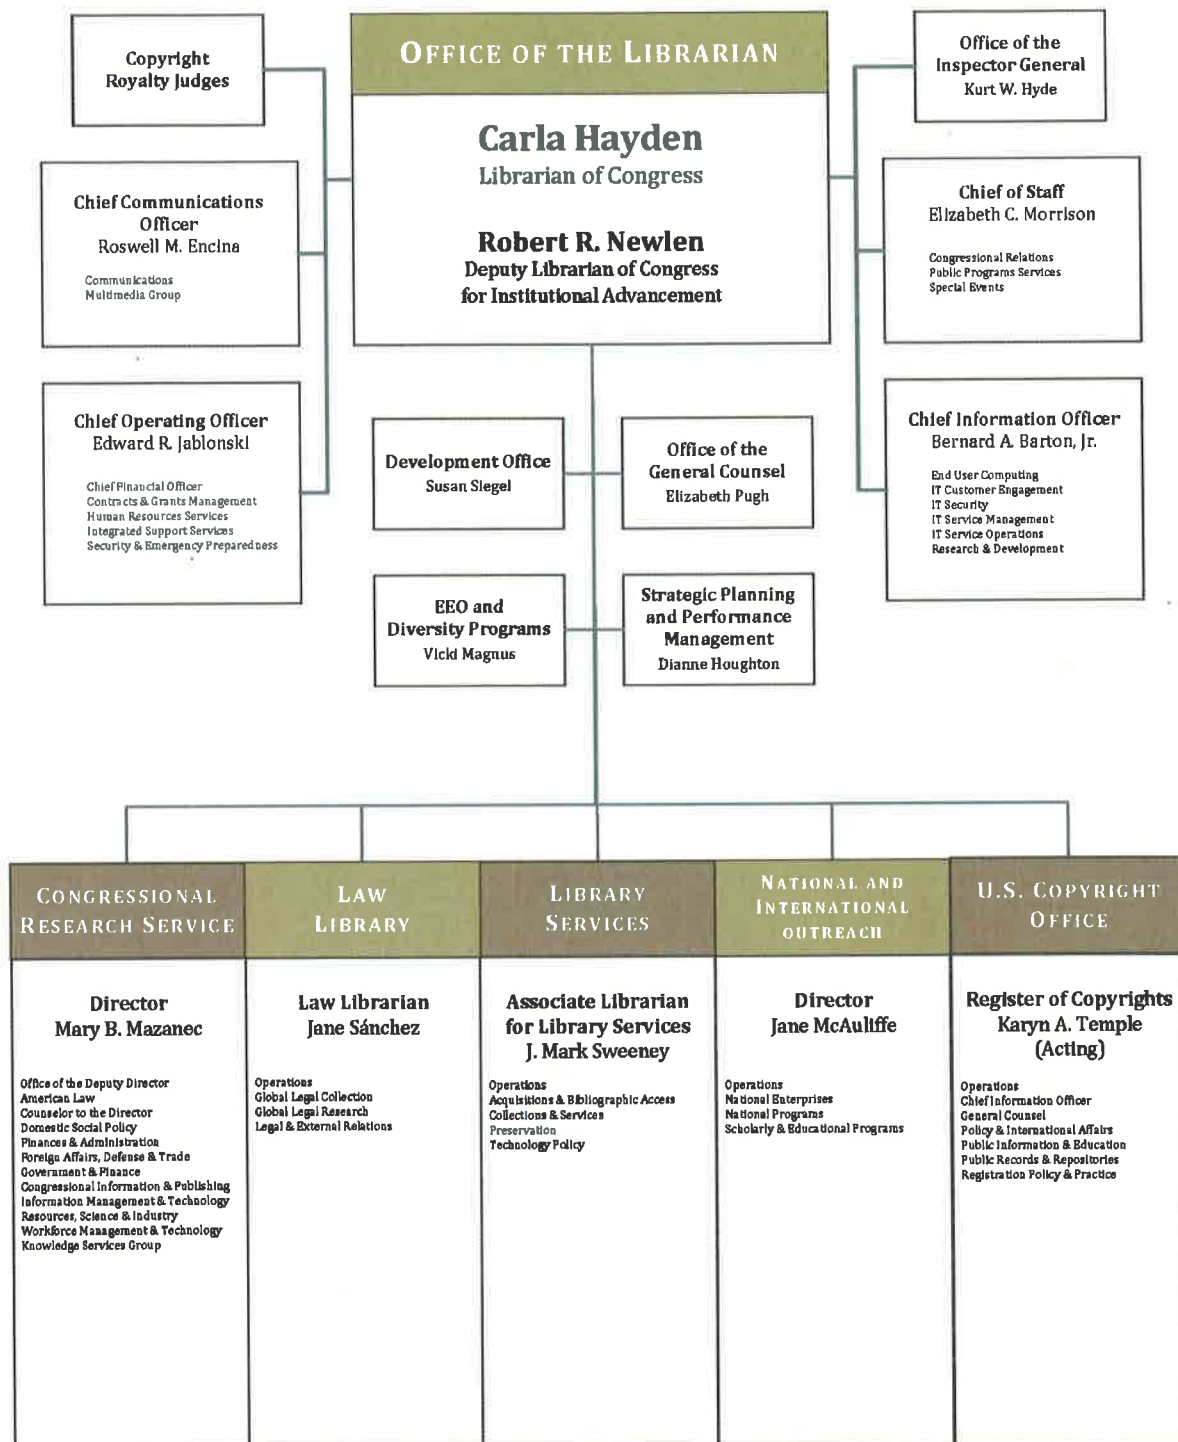 Copyright
Royalty Judges
OFFICE OF THE LIBRARIAN
Office of the
Inspector General
Kurt W. Hyde
Carla Hayden
Librarian of Congress
Robert R. Newlen
Deputy Librarian of Congress
for Institutional Advancement
Chief Communications
Officer
Roswell M. Encina
Communications
Multimedia Group
Chief of Staff
Elizabeth C. Morrison
Congressional Relations
Public Programs Services
Special Events
Chief Operating Officer
Edward R. Jablonski
Chief Financial Officer
Contracts & Grants Management
Human Resources Services
Integrated Support Services
Security & Emergency Preparedness
Development Office
Susan Siegel
Office of the
General Counsel
Elizabeth Pugh
Chief Information Officer
Bernard A. Barton, Jr.
End User Computing
IT Customer Engagement
IT Security
IT Service Management
IT Service Operations
Research & Development
EEO and
Diversity Programs
Vicki Magnus
Strategic Planning
and Performance
Management
Dianne Houghton
CONGRESSIONAL
RESEARCH SERVICE
Director
Mary B. Mazanec
Office of the Deputy Director
American Law
Counselor to the Director
Domestic Social Policy
Finances & Administration
Foreign Affairs, Defense & Trade
Government & Finance
Congressional Information & Publishing
Information Management & Technology
Resources, Science & Industry
Workforce Management & Technology
Knowledge Services Group
LAW
LIBRARY
Law Librarian
Jane Sánchez
Operations
Global Legal Collection
Global Legal Research
Legal & External Relations
LIBRARY
SERVICES
Associate Librarian
for Library Services
J. Mark Sweeney
Operations
Acquisitions & Bibliographic Access
Collections & Services
Preservation
Technology Policy
NATIONAL AND
INTERNATIONAL
OUTREACH
Director
Jane McAuliffe
Operations
National Enterprises
National Programs
Scholarly & Educational Programs
U.S. COPYRIGHT
OFFICE
Register of Copyrights
Karyn A. Temple
(Acting)
Operations
Chief Information Officer
General Counsel
Policy & International Affairs
Public Information & Education
Public Records & Repositories
Registration Policy & Practice